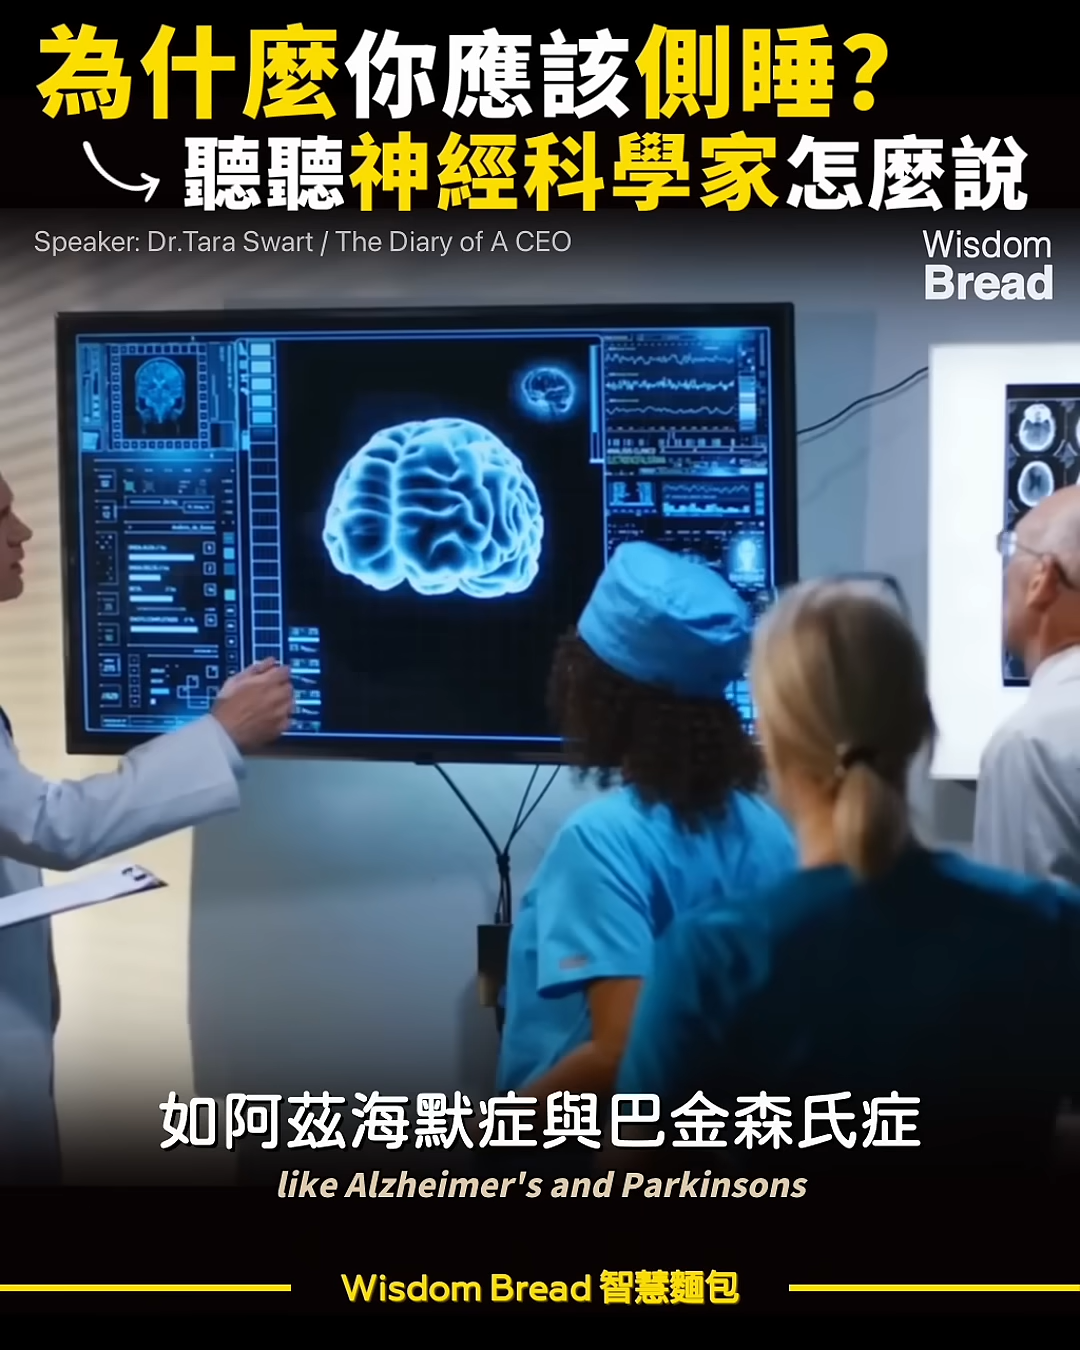 為什麼你應該側睡？
聽聽神經科學家怎麼說
Speaker: Dr.Tara Swart / The Diary of A CEO
Wisdom
Bread
如阿茲海默症與巴金森氏症
like Alzheimer's and Parkinsons
Wisdom Bread 智慧麵包